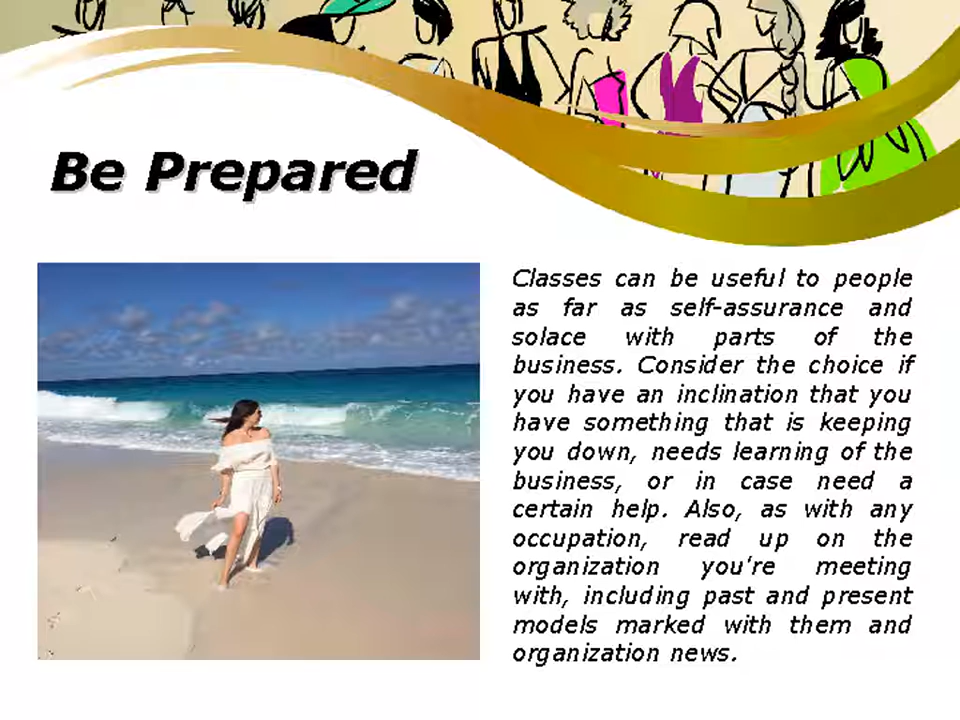 Be Prepared
Classes can be useful to people
as far as self-assurance and
solace with parts of the
business. Consider the choice if
you have an inclination that you
have something that is keeping
you down, needs learning of the
business, or in case need a
certain help. Also, as with any
occupation, read up on the
organization you're meeting
with, including past and present
models marked with them and
organization news.